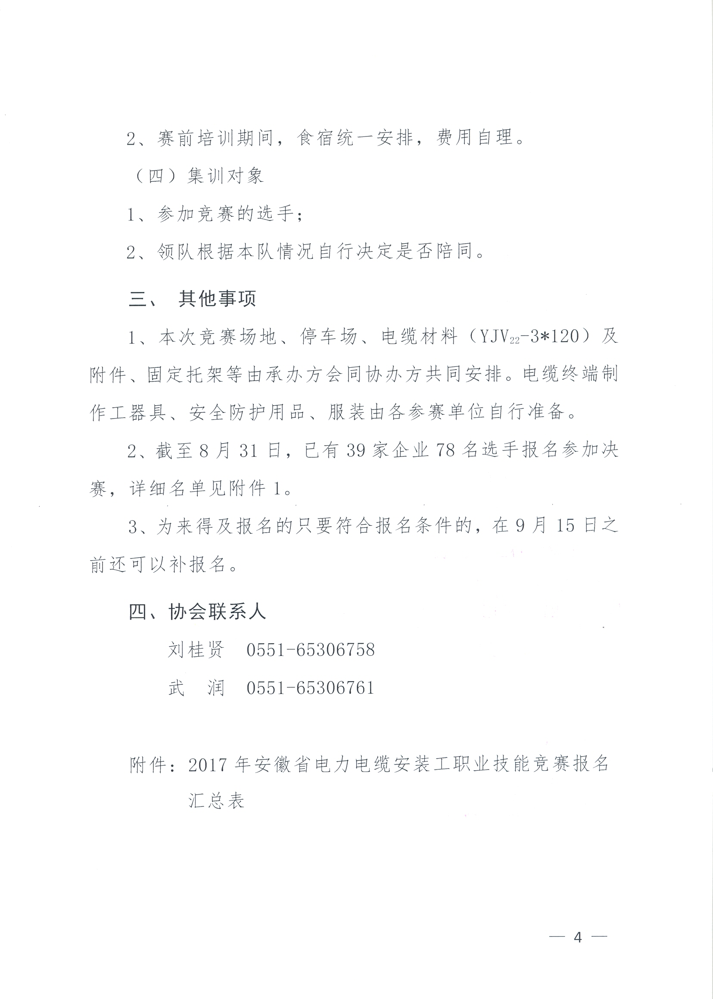 2、赛前培训期间，食宿统一安排，费用自理。
（四）集训对象
1、参加竞赛的选手；
2、领队根据本队情况自行决定是否陪同。
三、 其他事项
1、本次竞赛场地、停车场、电缆材料（YJV₂₂-3*120）及
附件、固定托架等由承办方会同协办方共同安排。电缆终端制
作工器具、安全防护用品、服装由各参赛单位自行准备。
2、截至 8 月 31 日，已有 39 家企业 78 名选手报名参加决
赛，详细名单见附件 1。
3、为来得及报名的只要符合报名条件的，在 9 月 15 日之
前还可以补报名。
四、协会联系人
刘桂贤 0551-65306758
武 润 0551-65306761
附件：2017 年安徽省电力电缆安装工职业技能竞赛报名
汇总表
— 4 —